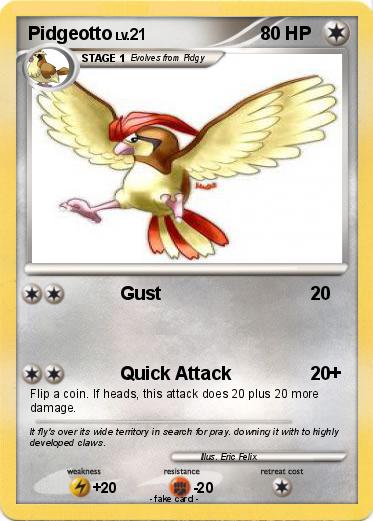 Pidgeotto LV.21 80 HP
STAGE 1 Evolves from Pidgy
Gust 20
Quick Attack 20+
Flip a coin. If heads, this attack does 20 plus 20 more
damage.
It fly's over its wide territory in search for pray. downing it with to highly
developed claws.
Illus. Eric Felix
weakness resistance retreat cost
+20 -20
- fake card -